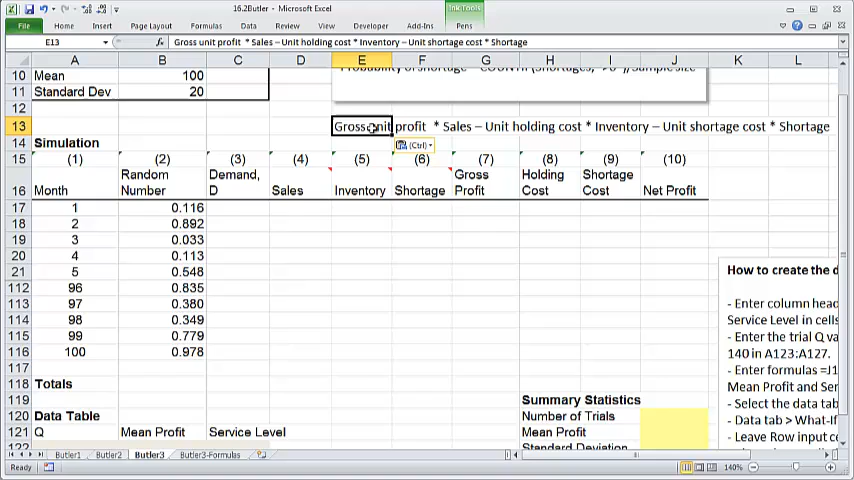 16.2Butler - Microsoft Excel
Ink Tools
File Home Insert Page Layout Formulas Data Review View Developer Add-Ins Pens
E13 fx Gross unit profit * Sales – Unit holding cost * Inventory – Unit shortage cost * Shortage
A B C D E F G H I J K L
10 Mean 100
11 Standard Dev 20
12
13 Gross unit profit * Sales – Unit holding cost * Inventory – Unit shortage cost * Shortage
14 Simulation (Ctrl)
15 (1) (2) (3) (4) (5) (6) (7) (8) (9) (10)
Random Demand, Gross Holding Shortage
16 Month Number D Sales Inventory Shortage Profit Cost Cost Net Profit
17 1 0.116
18 2 0.892
19 3 0.033
20 4 0.113
21 5 0.548
112 96 0.835
113 97 0.380
114 98 0.349
115 99 0.779
116 100 0.978
117
118 Totals
119 Summary Statistics
120 Data Table Number of Trials
121 Q Mean Profit Service Level Mean Profit
122 Standard Deviation
How to create the d
- Enter column head
Service Level in cells
- Enter the trial Q va
140 in A123:A127.
- Enter formulas =J1
Mean Profit and Ser
- Select the data tab
- Data tab > What-If
- Leave Row input c
Butler1 Butler2 Butler3 Butler3-Formulas
Ready 140%